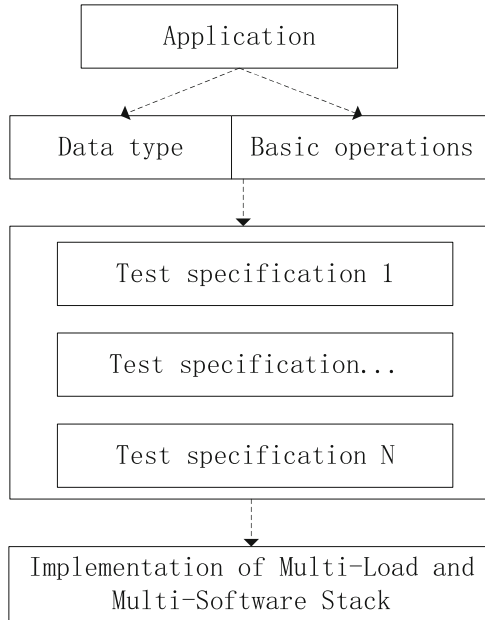 Application
Data type
Basic operations
Test specification 1
Test specification...
Test specification N
Implementation of Multi-Load and
Multi-Software Stack